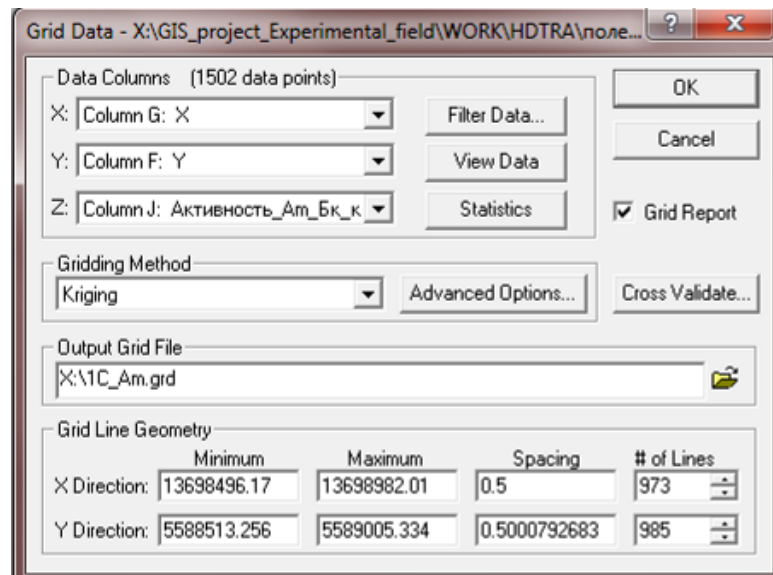 Grid Data - X:\GIS_project_Experimental_field\WORK\HDTRA\поле...
Data Columns (1502 data points)
X: Column G: X
Filter Data...
Y: Column F: Y
View Data
Z: Column J: Активность_Am_Бк_к
Statistics
OK
Cancel
Grid Report
Gridding Method
Kriging
Advanced Options...
Cross Validate...
Output Grid File
X:\1C_Am.grd
Grid Line Geometry
Minimum Maximum Spacing # of Lines
X Direction: 13698496.17 13698982.01 0.5 973
Y Direction: 5588513.256 5589005.334 0.5000792683 985